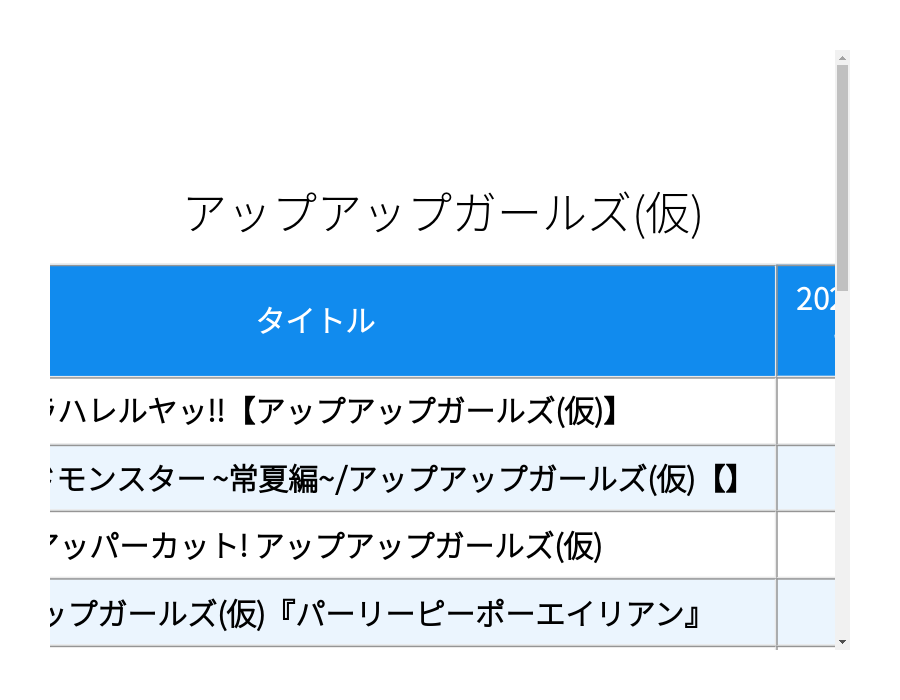 アップアップガールズ(仮)
タイトル
202
ハレルヤッ!!【アップアップガールズ(仮)】
モンスター ~常夏編~/アップアップガールズ(仮)【】
アッパーカット! アップアップガールズ(仮)
ップガールズ(仮)『パーリーピーポーエイリアン』